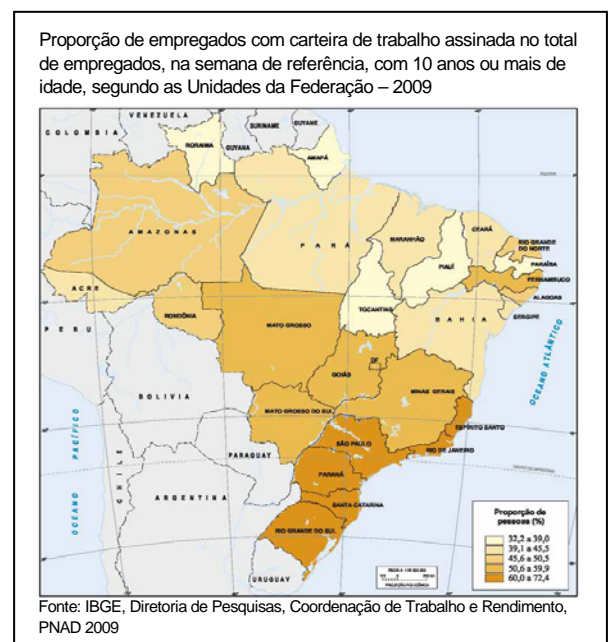 Proporção de empregados com carteira de trabalho assinada no total
de empregados, na semana de referência, com 10 anos ou mais de
idade, segundo as Unidades da Federação – 2009
VENEZUELA
SURINAME
GUYANE
COLOMBIA
GUYANA
RORAIMA
AMAPÁ
AMAZONAS
PARÁ
MARANHÃO
CEARÁ
RIO GRANDE
DO NORTE
PARAÍBA
PIAUÍ
PERNAMBUCO
ACRE
ALAGOAS
TOCANTINS
SERGIPE
RONDÔNIA
BAHIA
MATO GROSSO
PERU
DF
GOIÁS
OCEANO ATLÂNTICO
BOLIVIA
MINAS GERAIS
MATO GROSSO DO SUL
ESPÍRITO SANTO
SÃO PAULO
RIO DE JANEIRO
PARAGUAY
OCEANO PACÍFICO
CHILE
PARANÁ
ARGENTINA
SANTA CATARINA
RIO GRANDE DO SUL
URUGUAY
Proporção de
pessoas (%)
32,2 a 39,0
39,1 a 45,5
45,6 a 50,5
50,6 a 59,9
60,0 a 72,4
Fonte: IBGE, Diretoria de Pesquisas, Coordenação de Trabalho e Rendimento,
PNAD 2009